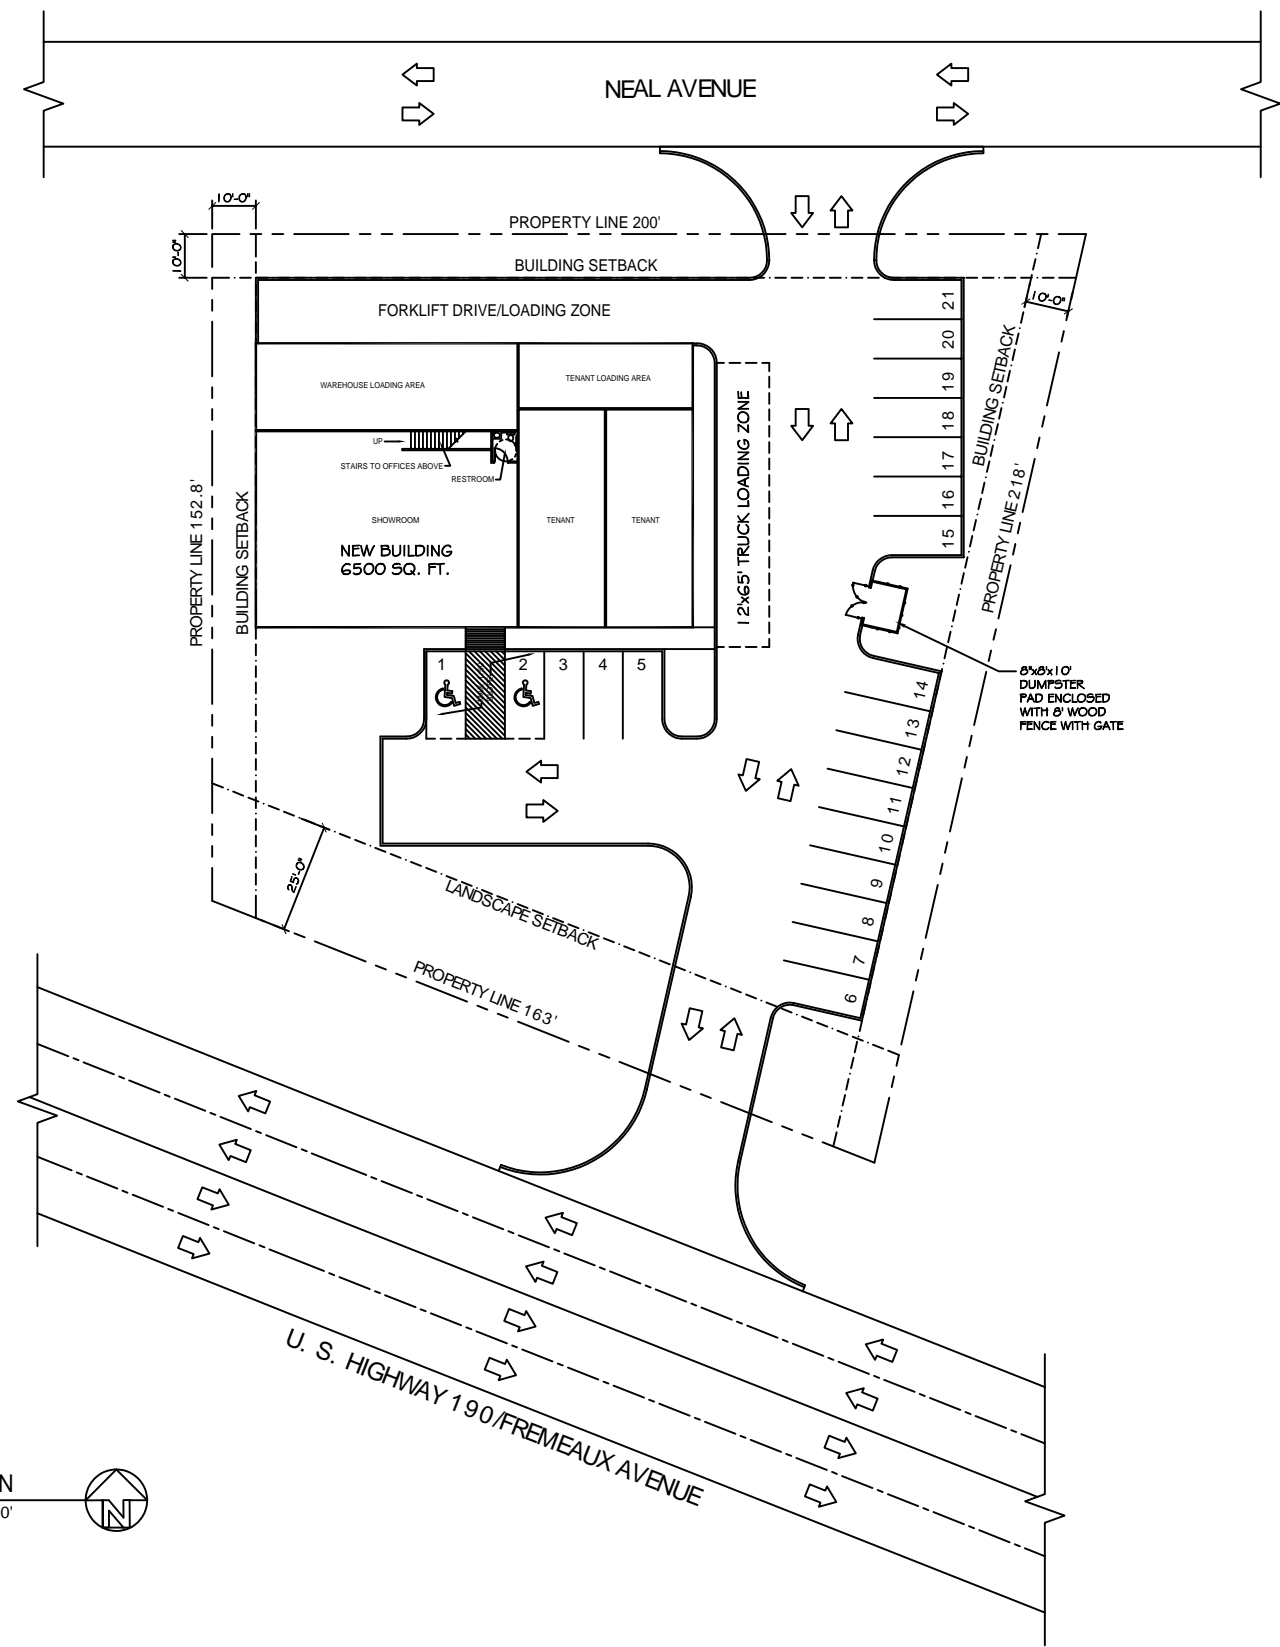 NEAL AVENUE
10'-0"
PROPERTY LINE 200'
10'-0"
BUILDING SETBACK
FORKLIFT DRIVE/LOADING ZONE
21
20
19
18
17
16
15
10'-0"
BUILDING SETBACK
PROPERTY LINE 218'
WAREHOUSE LOADING AREA
TENANT LOADING AREA
12'x65' TRUCK LOADING ZONE
UP
STAIRS TO OFFICES ABOVE
RESTROOM
SHOWROOM
TENANT
TENANT
NEW BUILDING
6500 SQ. FT.
PROPERTY LINE 152.8'
BUILDING SETBACK
1
2
3
4
5
8'x8'x10'
DUMPSTER
PAD ENCLOSED
WITH 8' WOOD
FENCE WITH GATE
14
13
12
11
10
9
8
7
6
25'-0"
LANDSCAPE SETBACK
PROPERTY LINE 163'
U. S. HIGHWAY 190/FREMEAUX AVENUE
N
0'
N